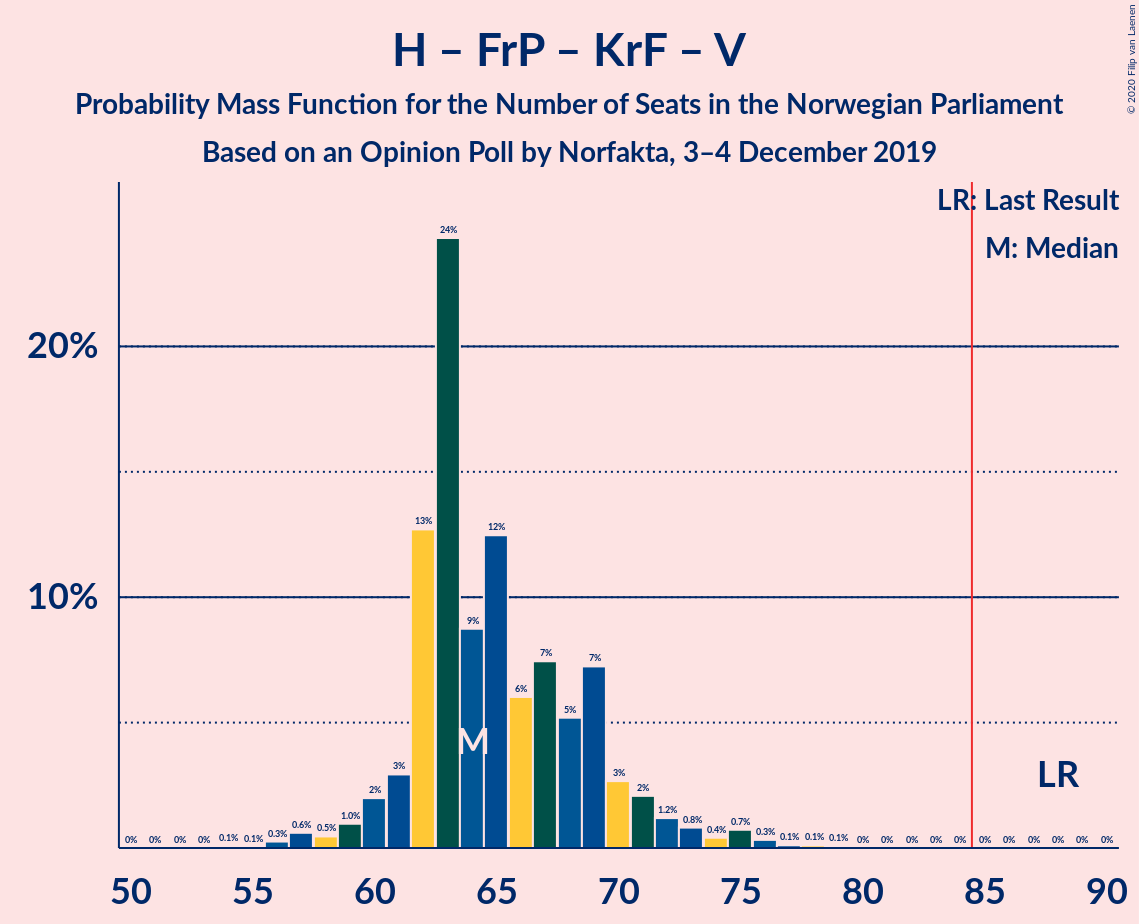 © 2020 Filip van Laenen
H – FrP – KrF – V
Probability Mass Function for the Number of Seats in the Norwegian Parliament
Based on an Opinion Poll by Norfakta, 3–4 December 2019
LR: Last Result
M: Median
24%
20%
13%
12%
10%
9%
7%
7%
6%
5%
M
LR
3%
3%
2%
2%
1.2%
1.0%
0.8%
0.7%
0.6%
0.5%
0.4%
0.3%
0.3%
0% 0% 0% 0% 0.1% 0.1% 0.1% 0.1% 0.1% 0% 0% 0% 0% 0% 0% 0% 0% 0% 0% 0%
50 55 60 65 70 75 80 85 90